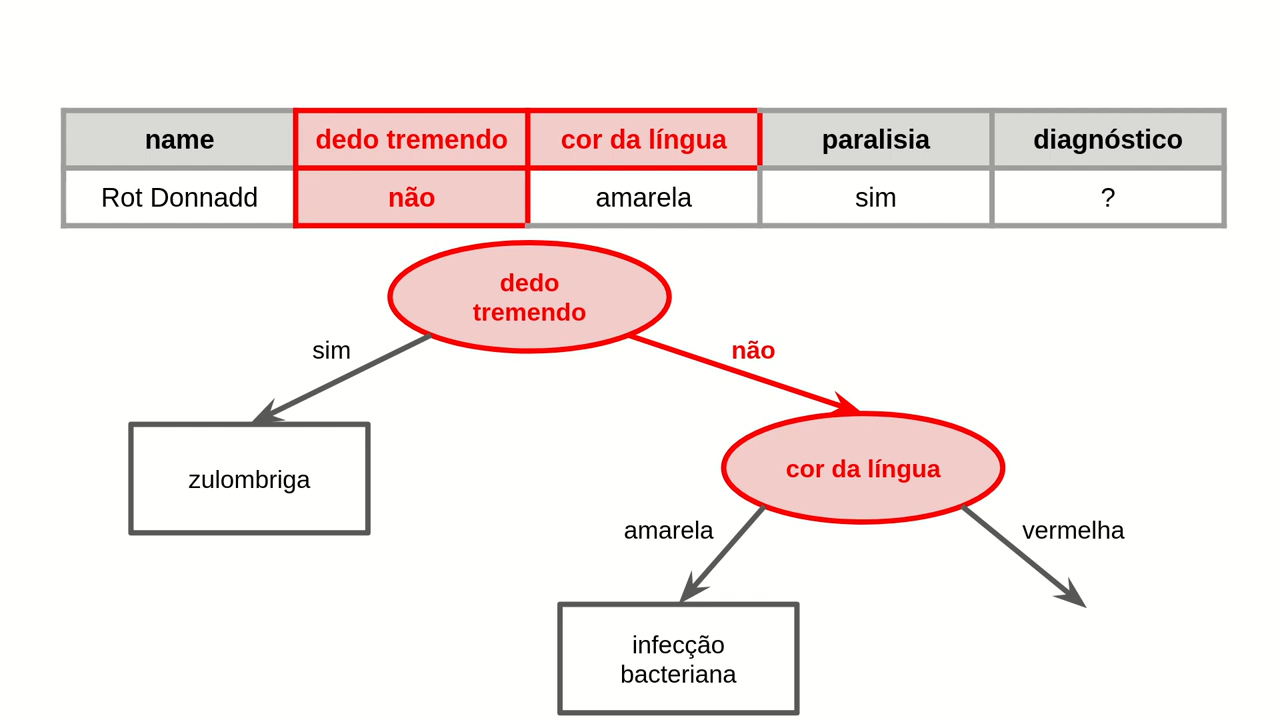 name dedo tremendo cor da língua paralisia diagnóstico
Rot Donnadd não amarela sim ?
dedo
tremendo
sim não
zulombriga
cor da língua
amarela vermelha
infecção
bacteriana